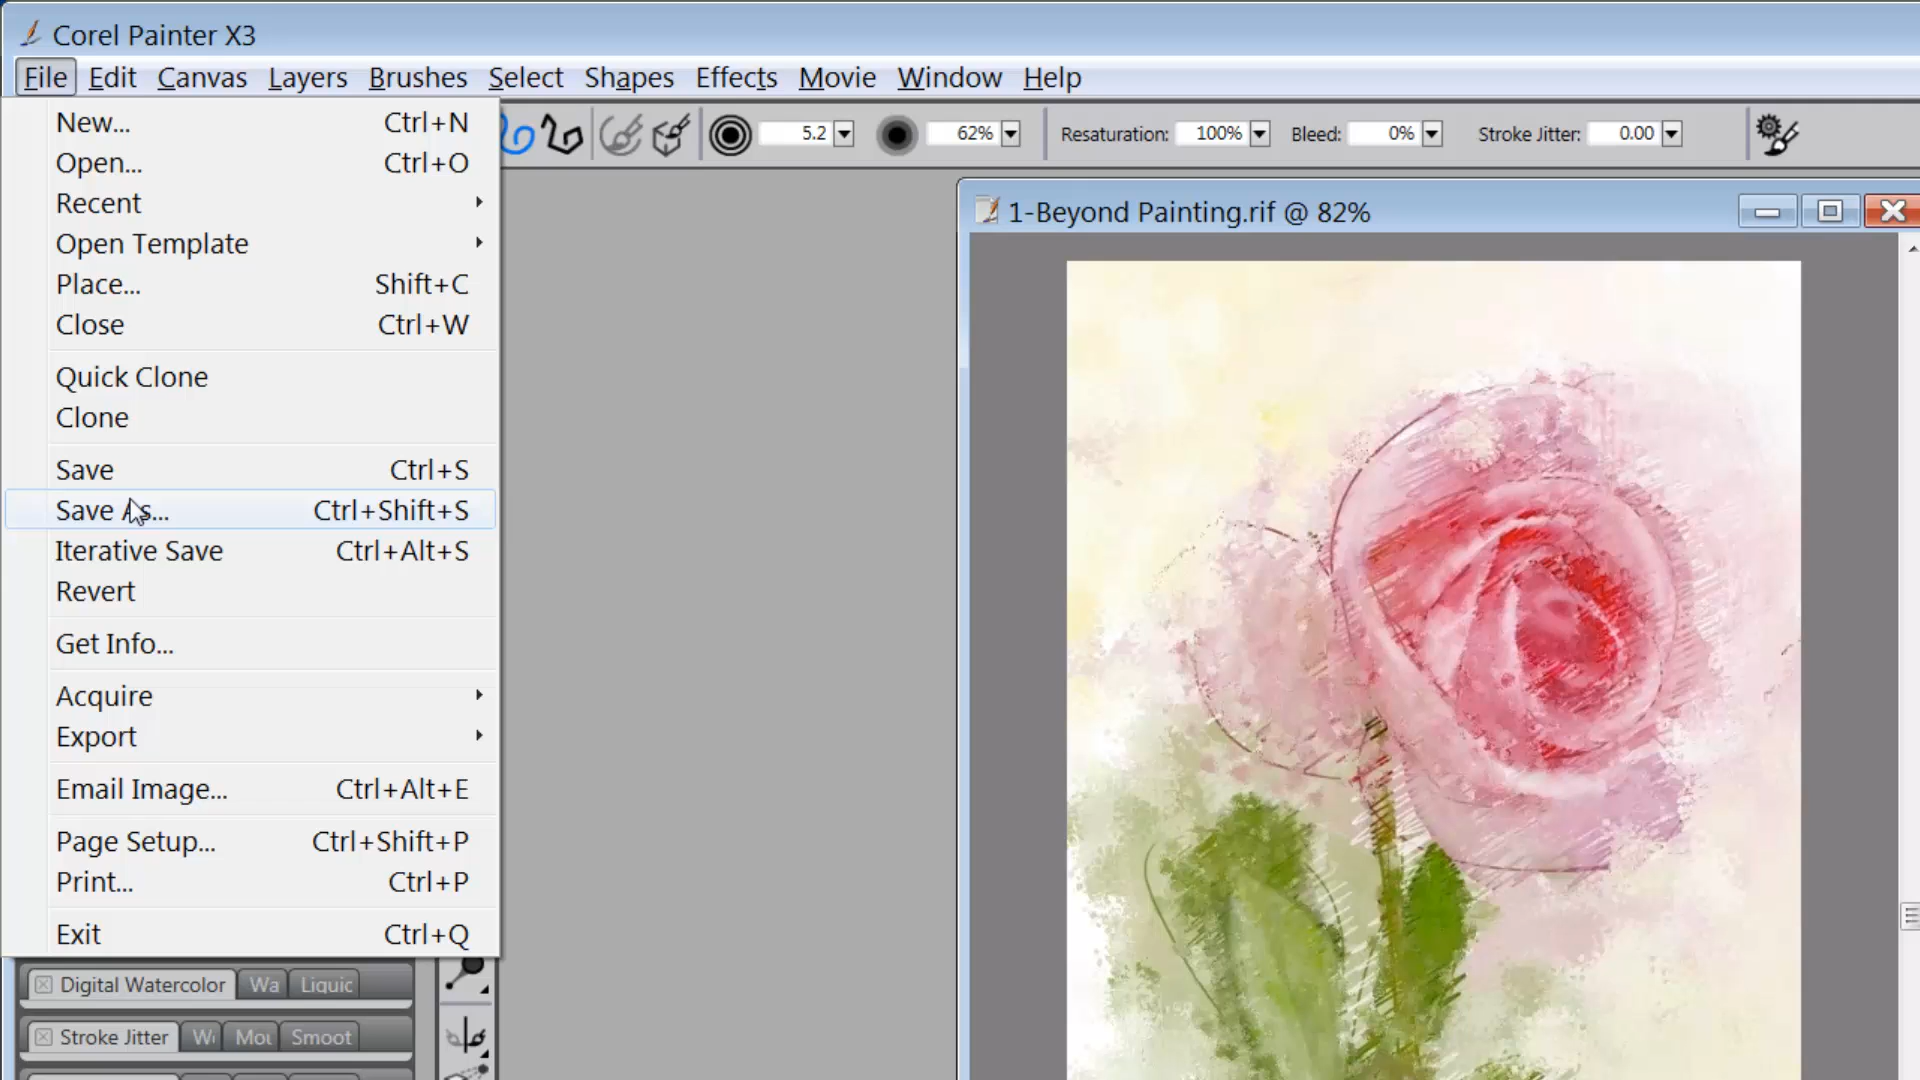 Corel Painter X3
File Edit Canvas Layers Brushes Select Shapes Effects Movie Window Help
5.2 62% Resaturation: 100% Bleed: 0% Stroke Jitter: 0.00
New... Ctrl+N
Open... Ctrl+O
Recent
Open Template
Place... Shift+C
Close Ctrl+W
Quick Clone
Clone
Save Ctrl+S
Save As... Ctrl+Shift+S
Iterative Save Ctrl+Alt+S
Revert
Get Info...
Acquire
Export
Email Image... Ctrl+Alt+E
Page Setup... Ctrl+Shift+P
Print... Ctrl+P
Exit Ctrl+Q
1-Beyond Painting.rif @ 82%
Digital Watercolor Wa Liquic
Stroke Jitter We Mou Smoot